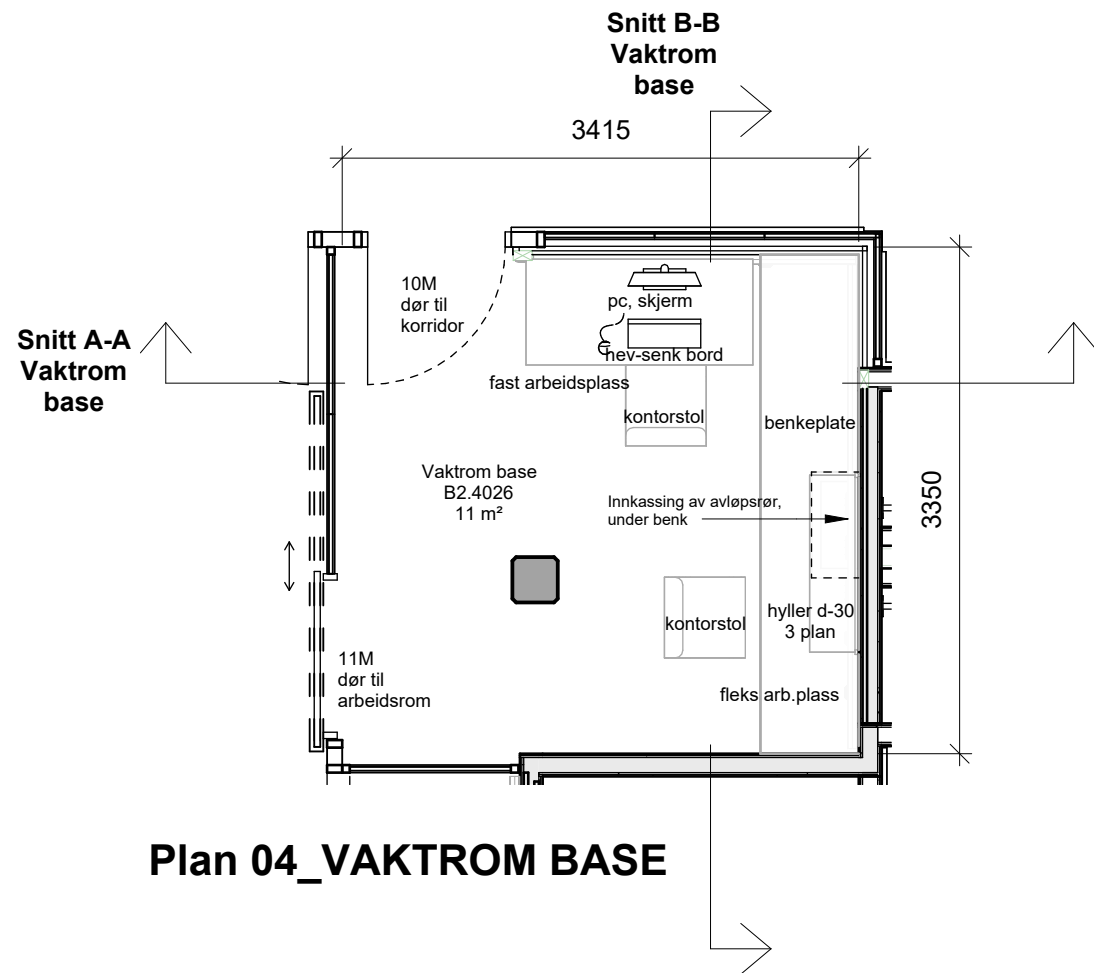 Snitt B-B
Vaktrom
base
3415
10M
dør til
korridor
pc, skjerm
hev-senk bord
Snitt A-A
Vaktrom
base
fast arbeidsplass
kontorstol
benkeplate
Vaktrom base
B2.4026
11 m²
Innkassing av avløpsrør,
under benk
3350
kontorstol
hyller d-30
3 plan
11M
dør til
arbeidsrom
fleks arb.plass
Plan 04_VAKTROM BASE